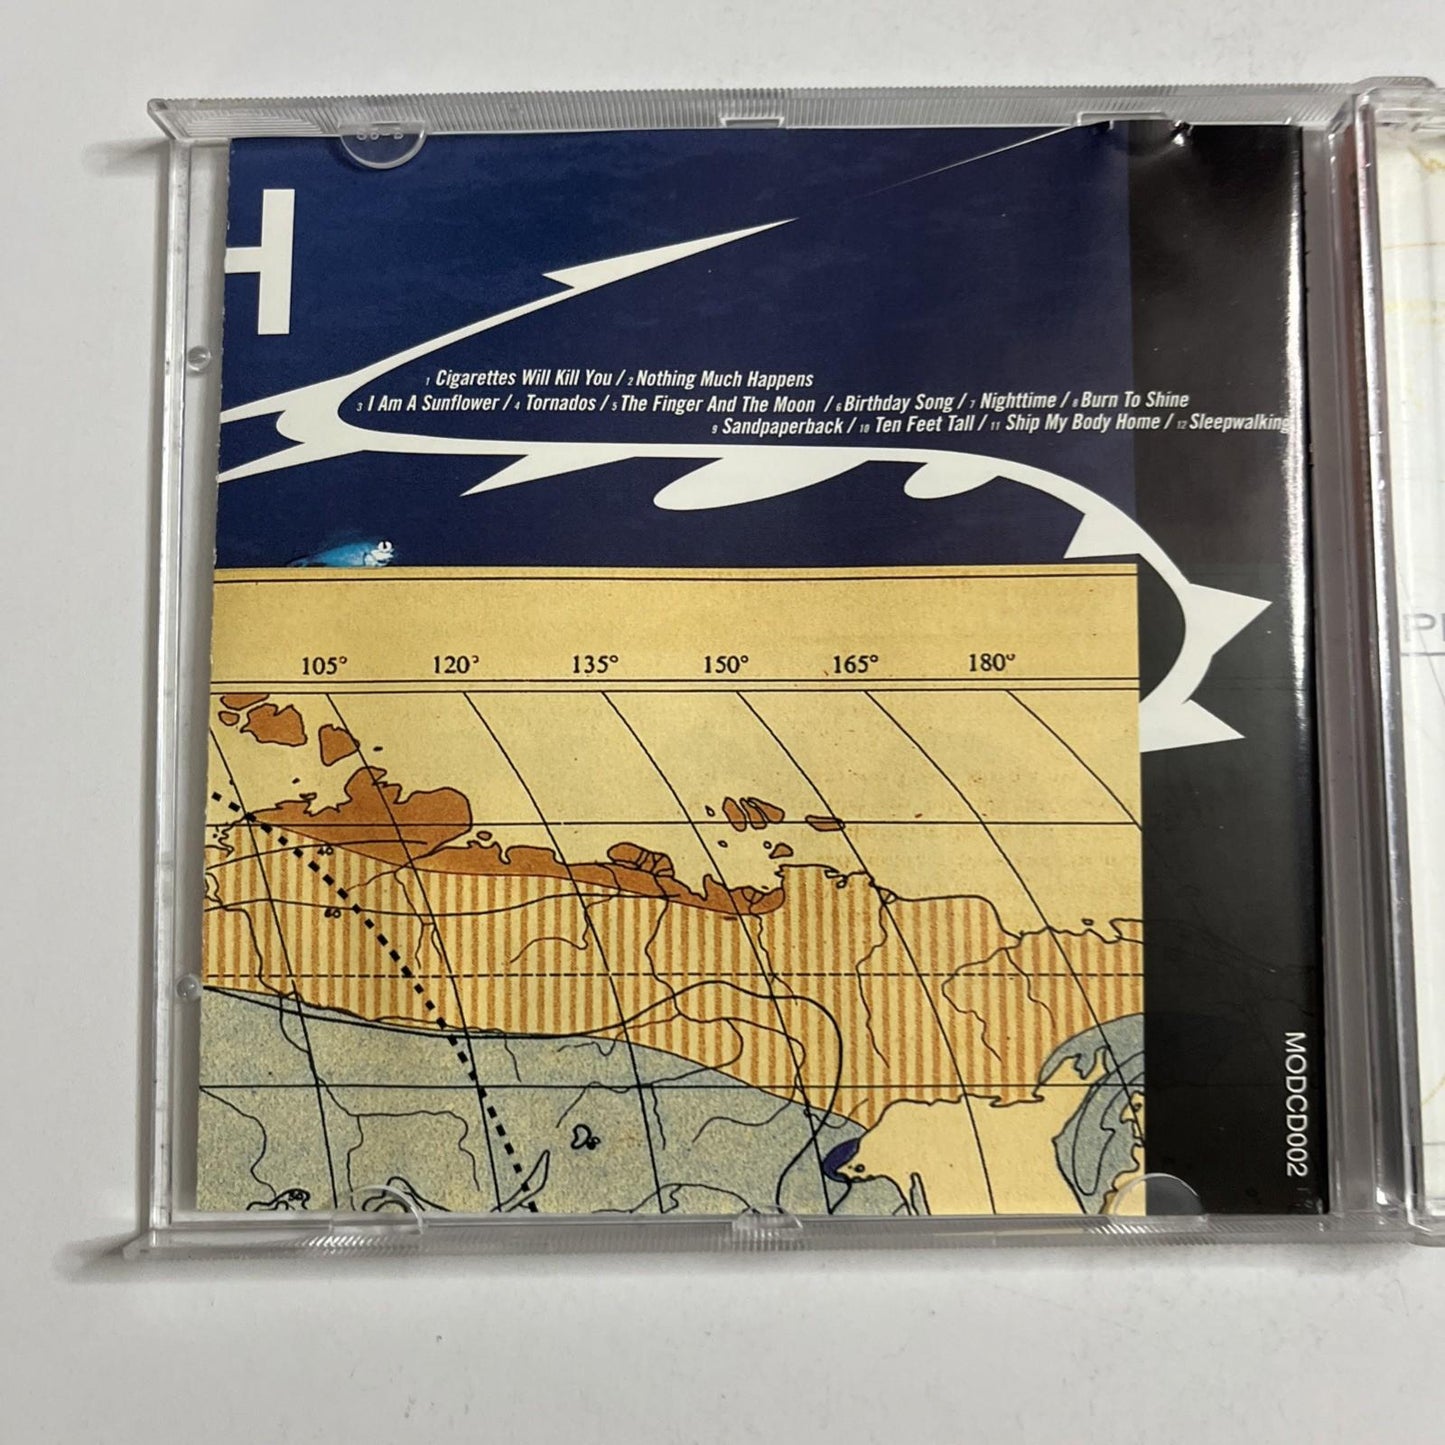 H
1 Cigarettes Will Kill You / 2 Nothing Much Happens
3 I Am A Sunflower / 4 Tornados / 5 The Finger And The Moon / 6 Birthday Song / 7 Nighttime / 8 Burn To Shine
9 Sandpaperback / 10 Ten Feet Tall / 11 Ship My Body Home / 12 Sleepwalking
105° 120° 135° 150° 165° 180°
40
60
MODCD002